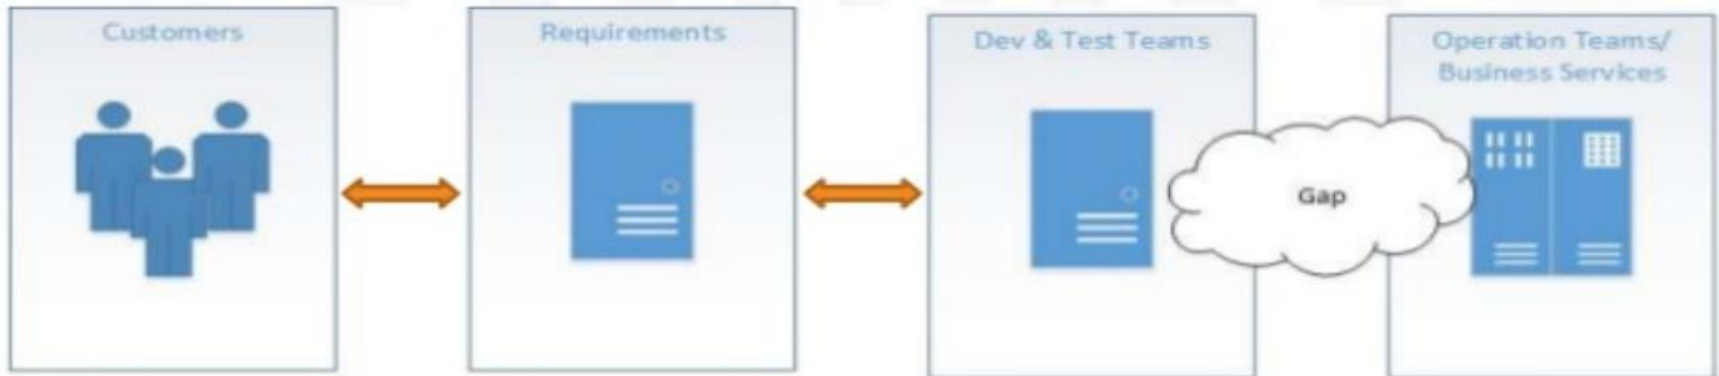 Customers
Requirements
Dev & Test Teams
Operation Teams/
Business Services
Gap